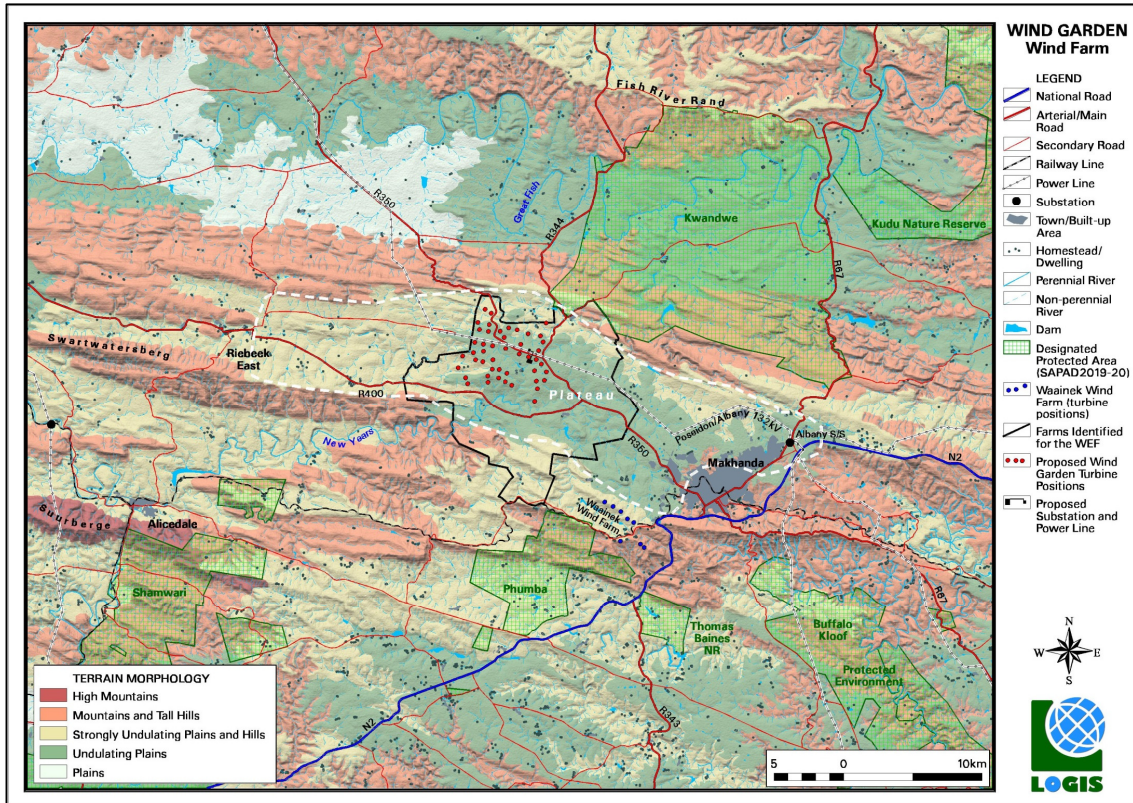 WIND GARDEN
Wind Farm
LEGEND
National Road
Arterial/Main
Road
Secondary Road
Railway Line
Power Line
Substation
Town/Built-up
Area
Homestead/
Dwelling
Perennial River
Non-perennial
River
Dam
Designated
Protected Area
(SAPAD2019-20)
Waainek Wind
Farm (turbine
positions)
Farms Identified
for the WEF
Proposed Wind
Garden Turbine
Positions
Proposed
Substation and
Power Line
N
W E
S
LOGIS
Fish River Rand
R350
Great Fish
R344
Kwandwe
Kudu Nature Reserve
R67
Swartwatersberg
Riebeek
East
R400
Plateau
New Years
Poseidon/Albany 132kV
R350
Albany S/S
Makhanda
N2
Waainek
Wind Farm
Suurberge
Alicedale
Shamwari
Phumba
Thomas
Baines
NR
Buffalo
Kloof
Protected
Environment
R67
N2
R343
TERRAIN MORPHOLOGY
High Mountains
Mountains and Tall Hills
Strongly Undulating Plains and Hills
Undulating Plains
Plains
5 0 10km